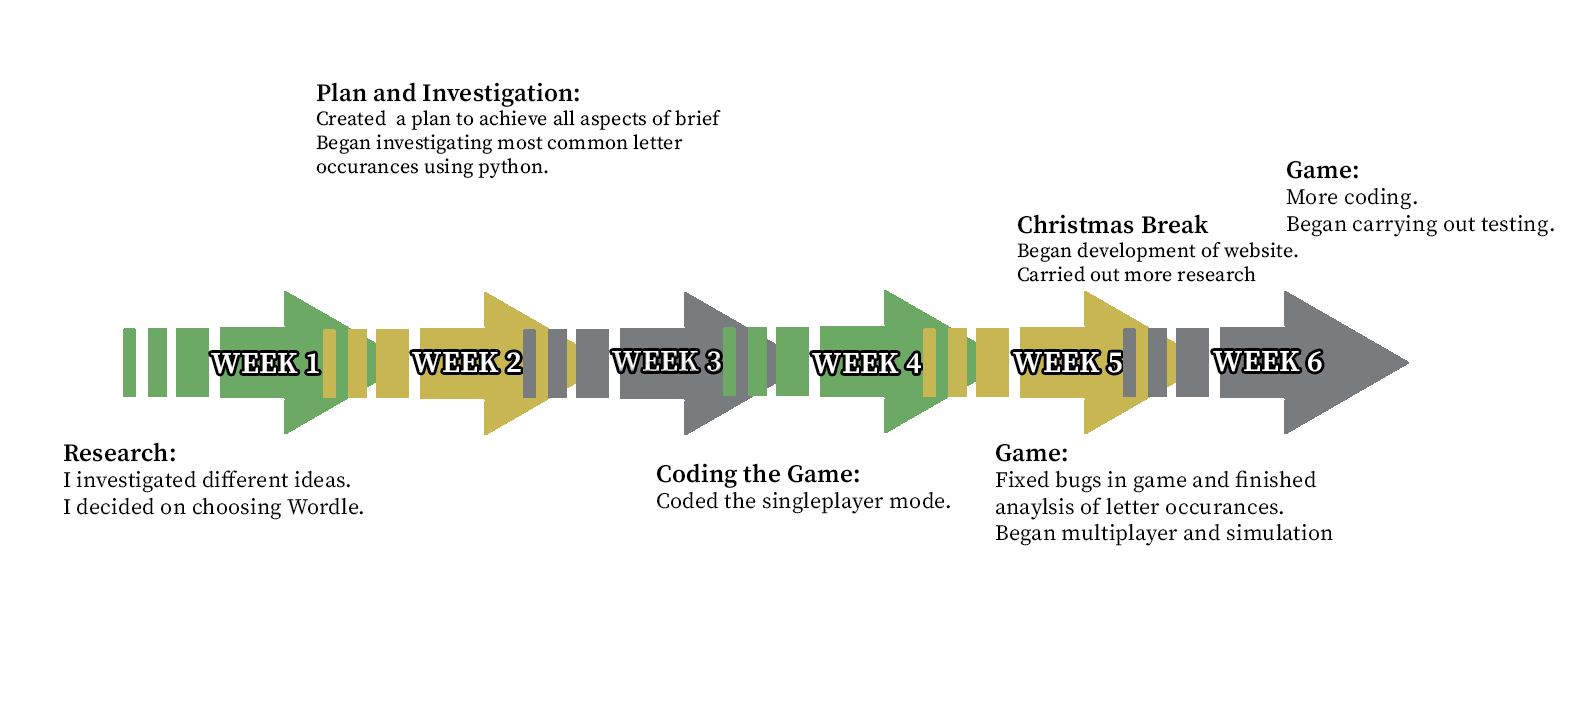 Plan and Investigation:
Created  a plan to achieve all aspects of brief
Began investigating most common letter
occurances using python.
Game:
More coding.
Began carrying out testing.
Christmas Break
Began development of website.
Carried out more research
WEEK 1
WEEK 2
WEEK 3
WEEK 4
WEEK 5
WEEK 6
Research:
I investigated different ideas.
I decided on choosing Wordle.
Coding the Game:
Coded the singleplayer mode.
Game:
Fixed bugs in game and finished
anaylsis of letter occurances.
Began multiplayer and simulation